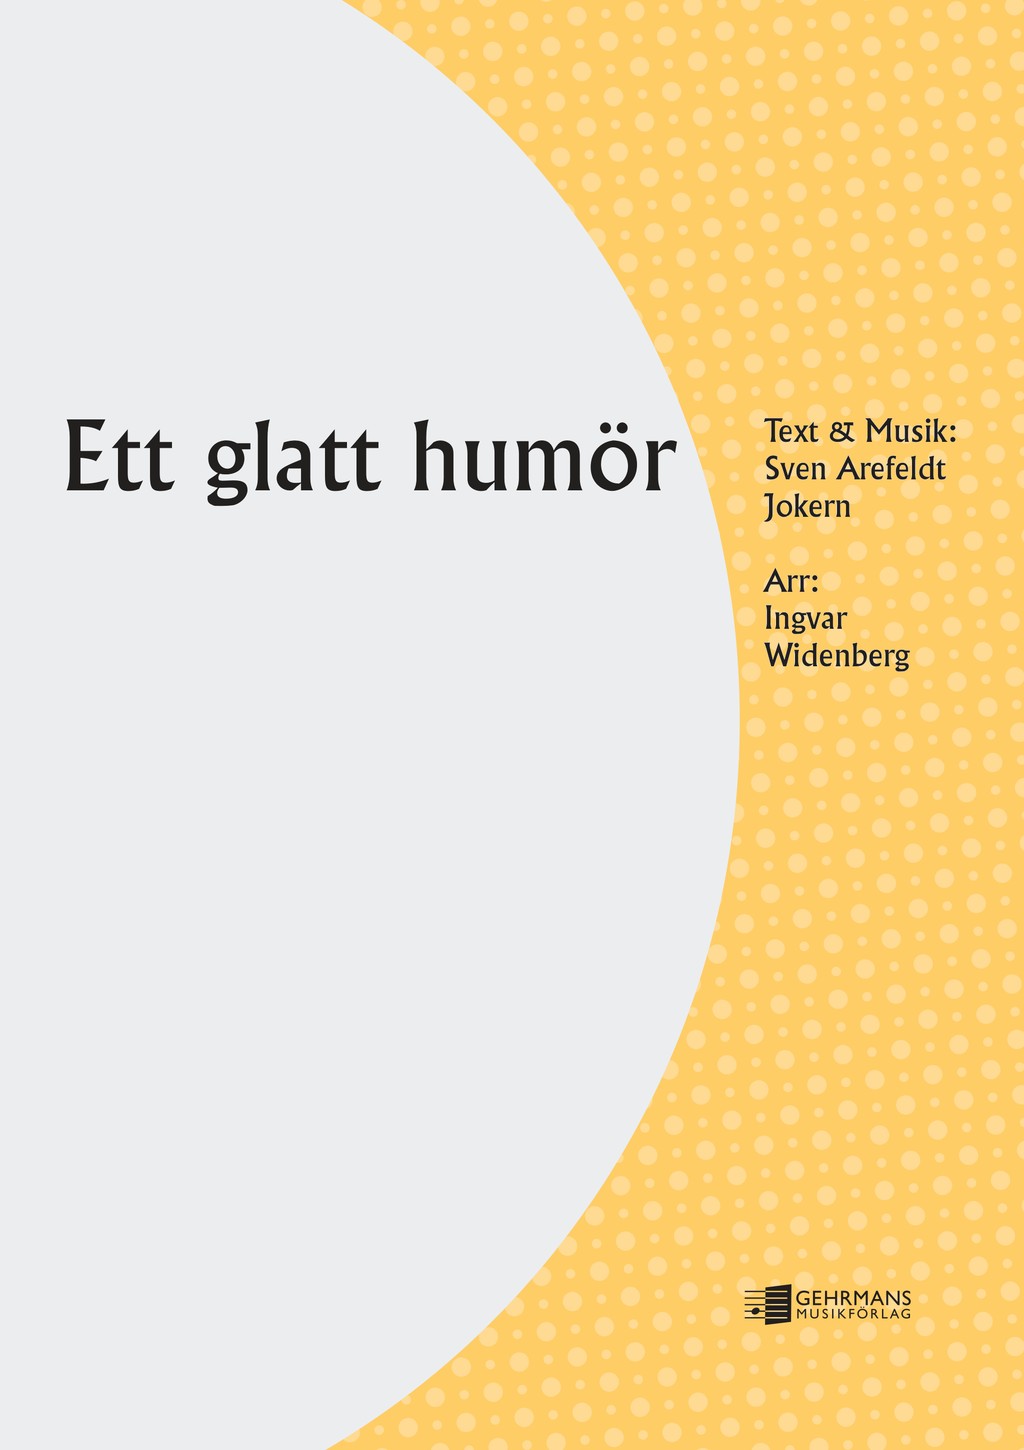 Ett glatt humör
Text & Musik:
Sven Arefeldt
Jokern
Arr:
Ingvar
Widenberg
GEHRMANS
MUSIKFÖRLAG